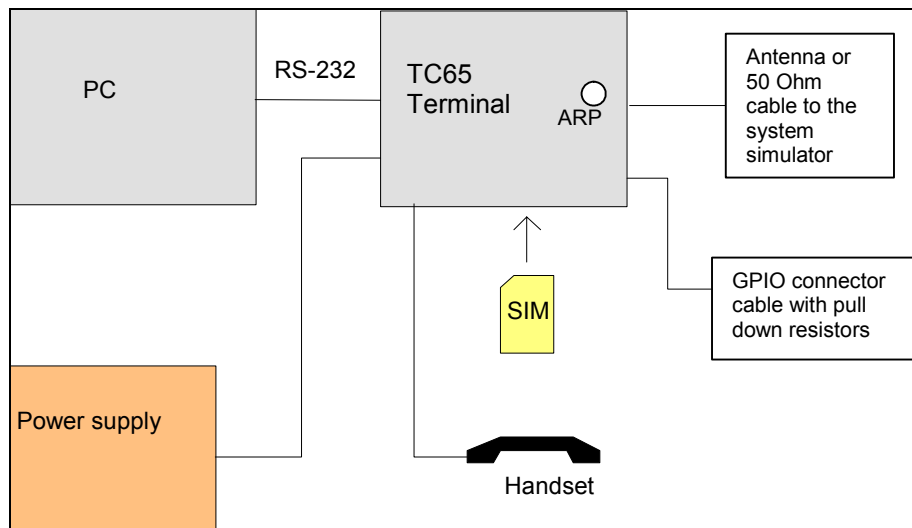 PC
RS-232
TC65
Terminal
ARP
Antenna or
50 Ohm
cable to the
system
simulator
SIM
GPIO connector
cable with pull
down resistors
Power supply
Handset